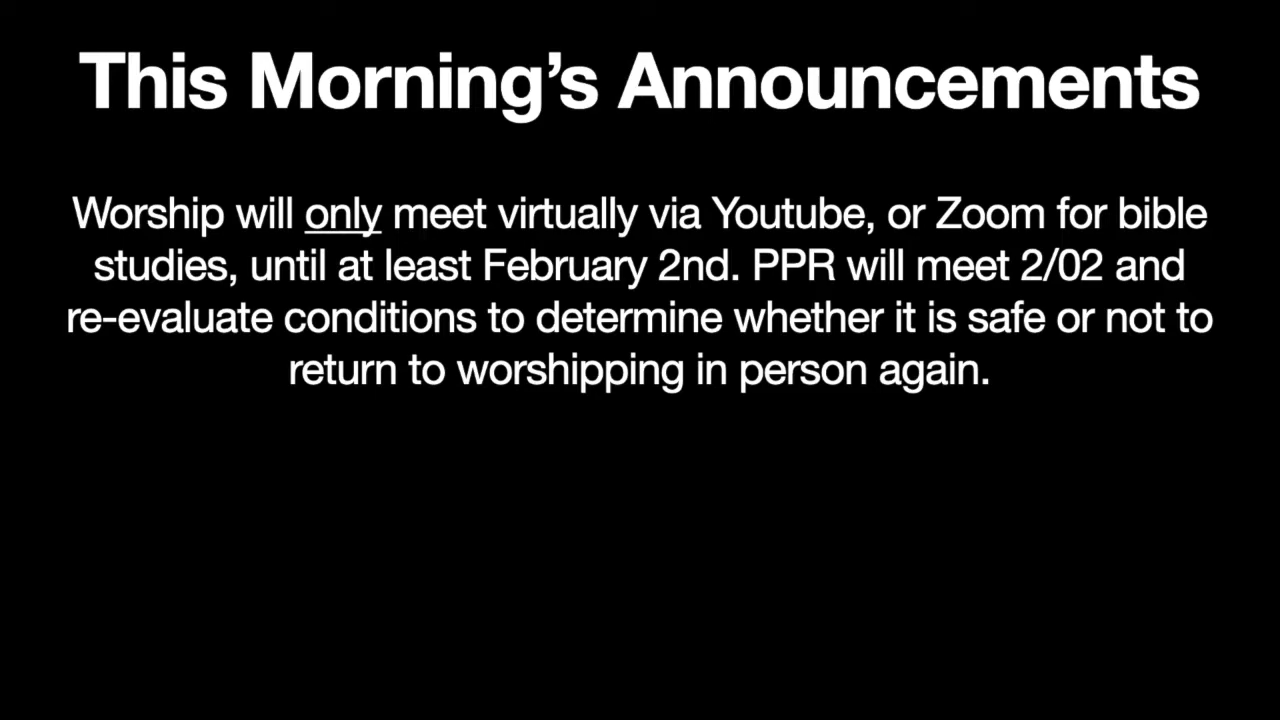 This Morning’s Announcements
Worship will only meet virtually via Youtube, or Zoom for bible
studies, until at least February 2nd. PPR will meet 2/02 and
re-evaluate conditions to determine whether it is safe or not to
return to worshipping in person again.